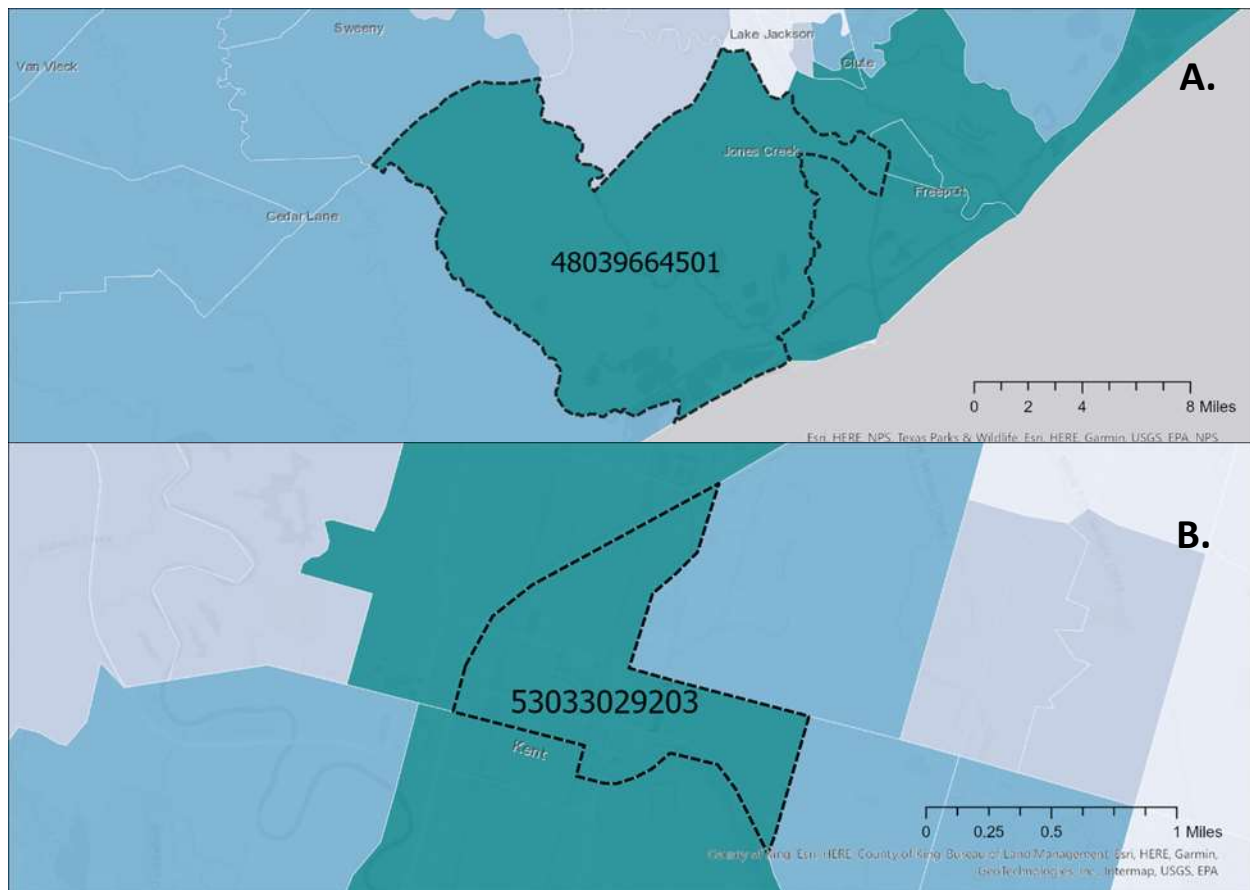 Sweeny
Lake Jackson
Van Vleck
Clute
A.
Jones Creek
Cedar Lane
Freeport
48039664501
0 2 4 8 Miles
Esri, HERE, NPS, Texas Parks & Wildlife, Esri, HERE, Garmin, USGS, EPA, NPS
B.
53033029203
Kent
0 0.25 0.5 1 Miles
County of King, Esri, HERE, County of King, Bureau of Land Management, Esri, HERE, Garmin,
GeoTechnologies, Inc., Intermap, USGS, EPA